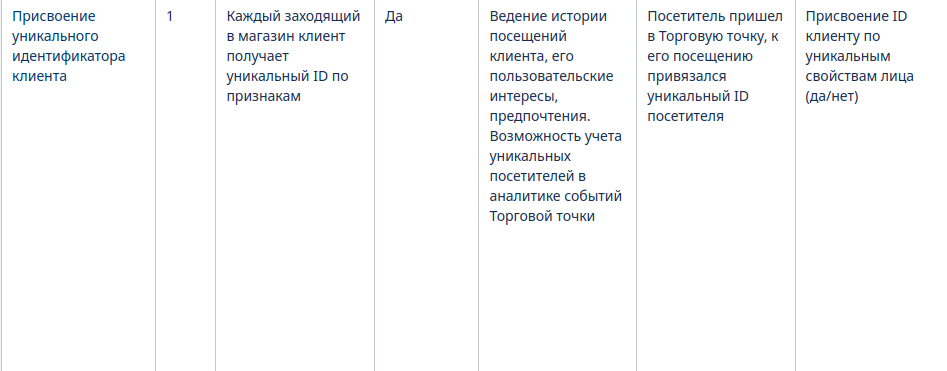 Присвоение
уникального
идентификатора
клиента
1
Каждый заходящий
в магазин клиент
получает
уникальный ID по
признакам
Да
Ведение истории
посещений
клиента, его
пользовательские
интересы,
предпочтения.
Возможность учета
уникальных
посетителей в
аналитике событий
Торговой точки
Посетитель пришел
в Торговую точку, к
его посещению
привязался
уникальный ID
посетителя
Присвоение ID
клиенту по
уникальным
свойствам лица
(да/нет)